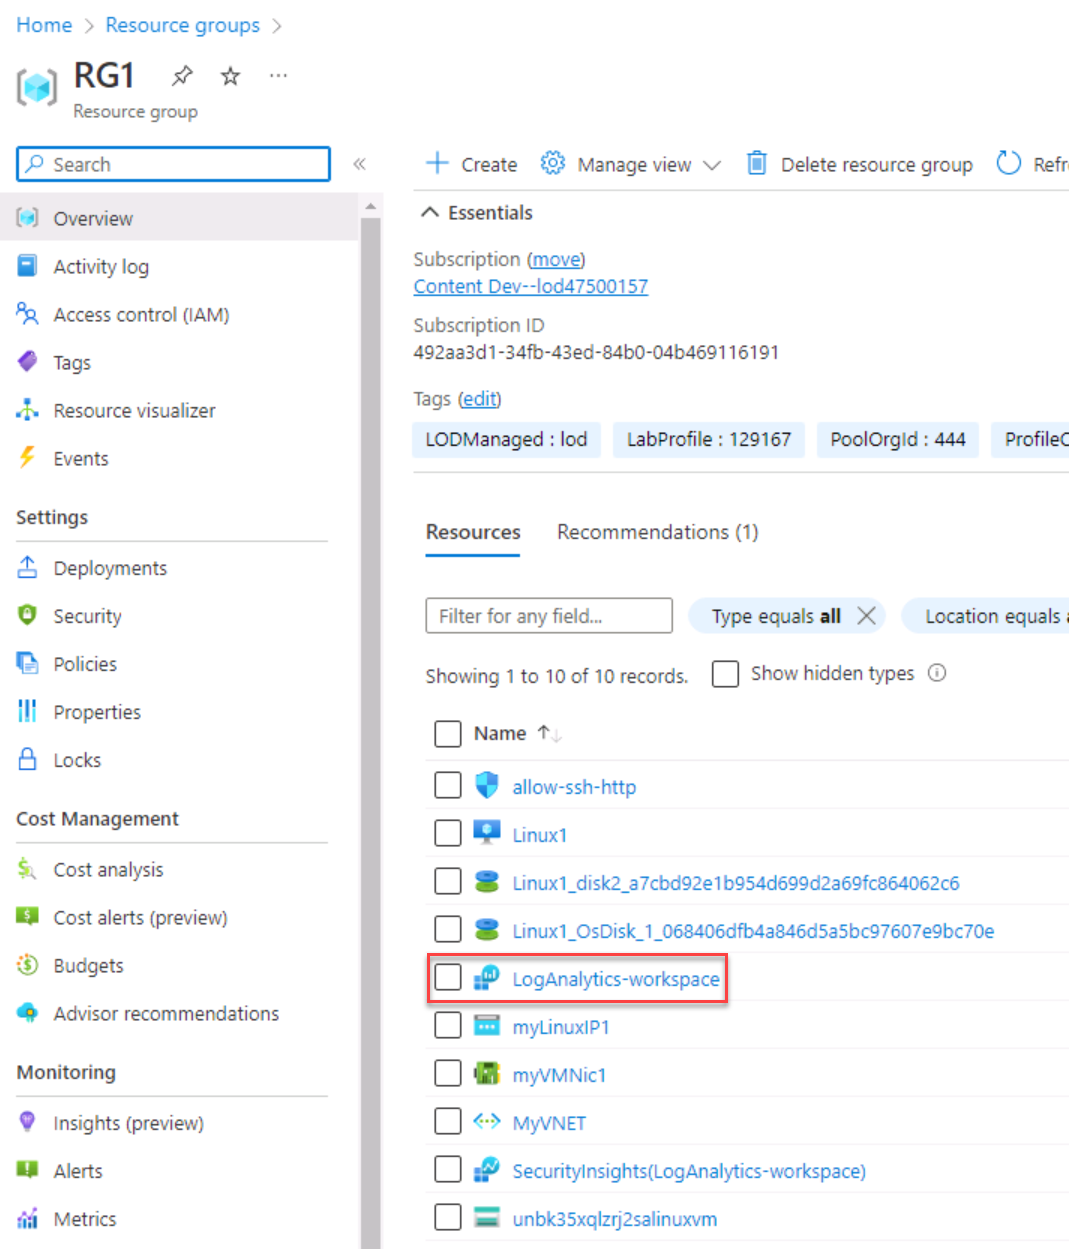 Home > Resource groups >
RG1
Resource group
Search
Overview
Activity log
Access control (IAM)
Tags
Resource visualizer
Events
Settings
Deployments
Security
Policies
Properties
Locks
Cost Management
Cost analysis
Cost alerts (preview)
Budgets
Advisor recommendations
Monitoring
Insights (preview)
Alerts
Metrics
Create Manage view Delete resource group Refr
Essentials
Subscription (move)
Content Dev--lod47500157
Subscription ID
492aa3d1-34fb-43ed-84b0-04b469116191
Tags (edit)
LODManaged : lod LabProfile : 129167 PoolOrgId : 444 ProfileO
Resources Recommendations (1)
Filter for any field... Type equals all Location equals a
Showing 1 to 10 of 10 records. Show hidden types
Name
allow-ssh-http
Linux1
Linux1_disk2_a7cbd92e1b954d699d2a69fc864062c6
Linux1_OsDisk_1_068406dfb4a846d5a5bc97607e9bc70e
LogAnalytics-workspace
myLinuxIP1
myVMNic1
MyVNET
SecurityInsights(LogAnalytics-workspace)
unbk35xqlzrj2salinuxvm